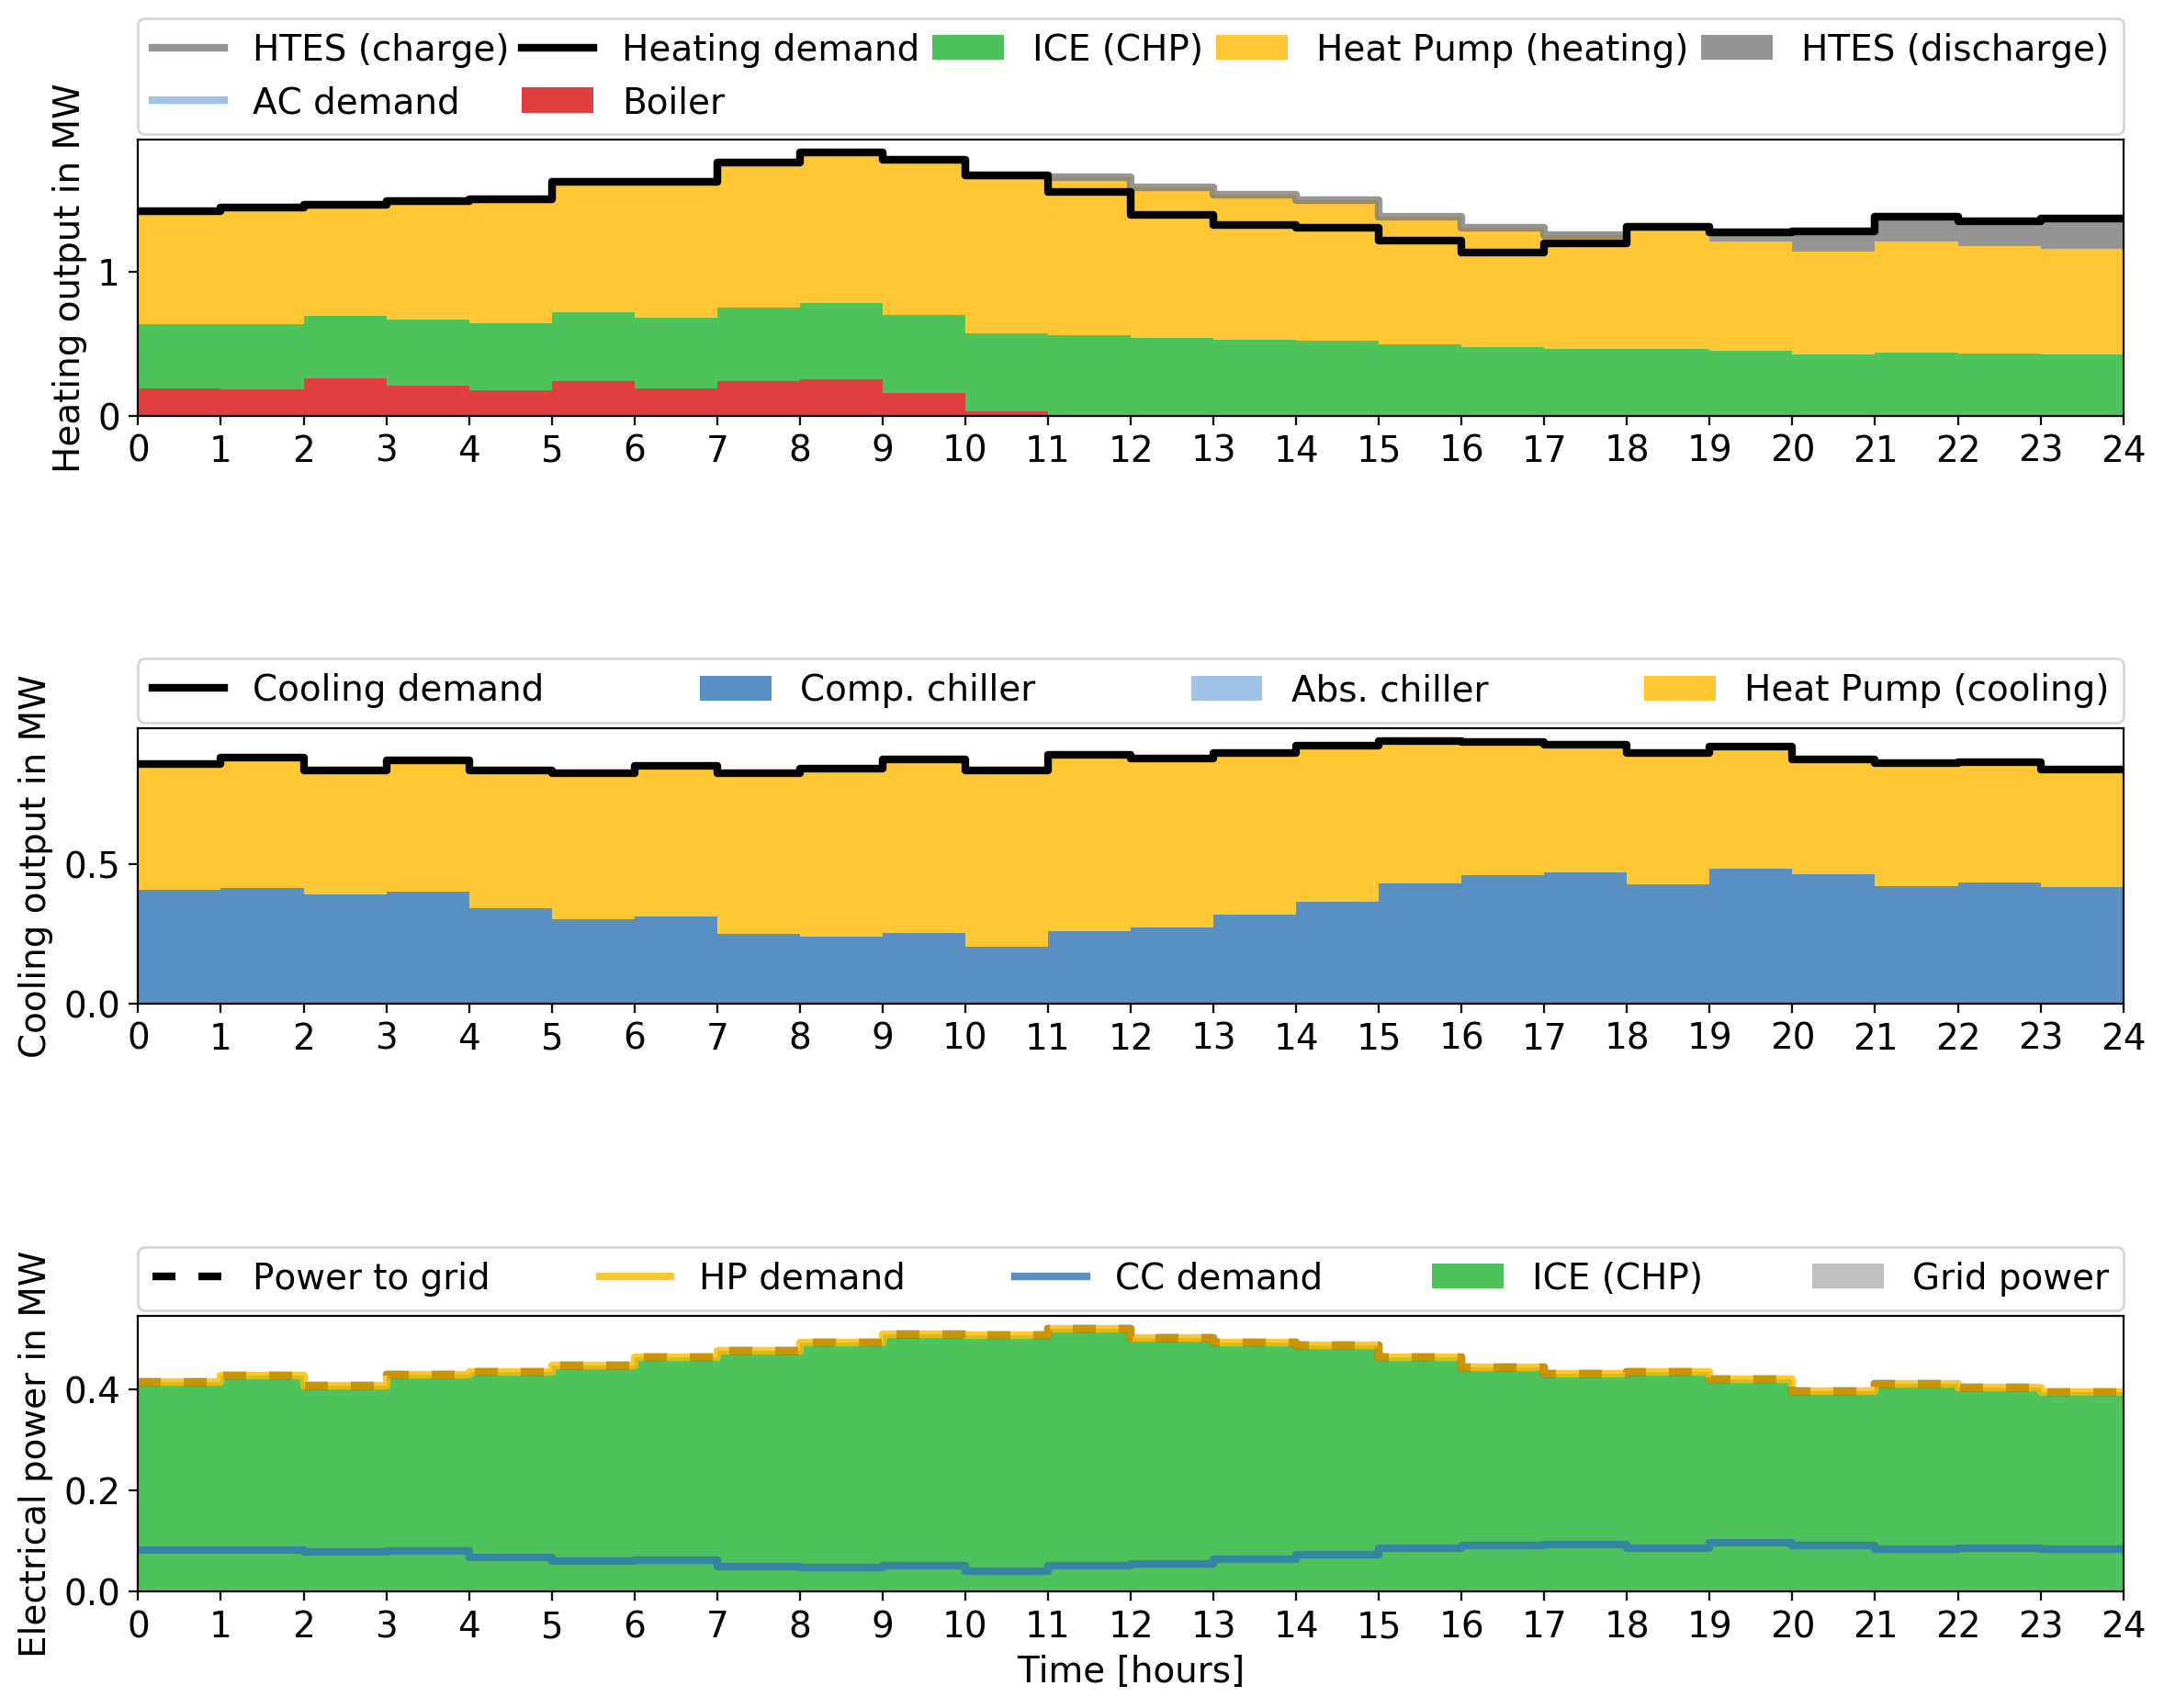 HTES (charge) Heating demand ICE (CHP) Heat Pump (heating) HTES (discharge)
AC demand Boiler
Heating output in MW
1
0
0 1 2 3 4 5 6 7 8 9 10 11 12 13 14 15 16 17 18 19 20 21 22 23 24
Cooling demand Comp. chiller Abs. chiller Heat Pump (cooling)
Cooling output in MW
0.5
0.0
0 1 2 3 4 5 6 7 8 9 10 11 12 13 14 15 16 17 18 19 20 21 22 23 24
Power to grid HP demand CC demand ICE (CHP) Grid power
Electrical power in MW
0.4
0.2
0.0
0 1 2 3 4 5 6 7 8 9 10 11 12 13 14 15 16 17 18 19 20 21 22 23 24
Time [hours]